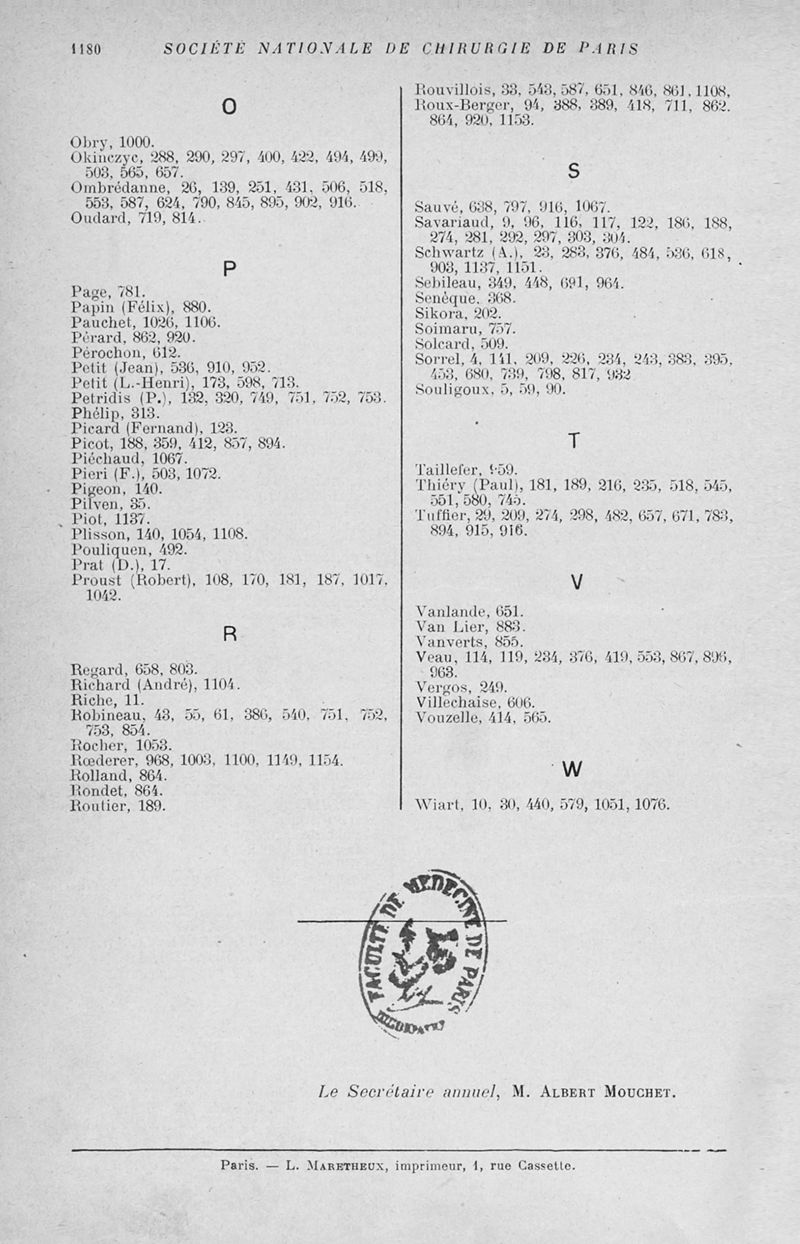 1180 SOCIÉTÉ NATIONALE DE CHIRURGIE DE PARIS
O
Obry, 1000.
Okinczyc, 288, 290, 297, 400, 422, 494, 499,
503, 565, 657.
Ombrédanne, 26, 139, 251, 431, 506, 518,
553, 587, 624, 790, 845, 895, 902, 916.
Oudard, 719, 814.
P
Page, 781.
Papin (Félix), 880.
Pauchet, 1026, 1106.
Pérard, 862, 920.
Pérochon, 612.
Petit (Jean), 536, 910, 952.
Petit (L.-Henri), 173, 598, 713.
Petridis (P.), 132, 320, 749, 751, 752, 753.
Phélip, 313.
Picard (Fernand), 123.
Picot, 188, 359, 412, 857, 894.
Piéchaud, 1067.
Pieri (F.), 503, 1072.
Pigeon, 140.
Pilven, 35.
Piot, 1137.
Plisson, 140, 1054, 1108.
Pouliquen, 492.
Prat (D.), 17.
Proust (Robert), 108, 170, 181, 187, 1017,
1042.
R
Regard, 658, 803.
Richard (André), 1104.
Riche, 11.
Robineau, 43, 55, 61, 386, 540, 751, 752,
753, 854.
Rocher, 1053.
Rœderer, 968, 1003, 1100, 1149, 1154.
Rolland, 864.
Rondet, 864.
Routier, 189.
Rouvillois, 33, 543, 587, 651, 846, 861, 1108,
Roux-Berger, 94, 388, 389, 418, 711, 862.
864, 920, 1153.
S
Sauvé, 638, 797, 916, 1067.
Savariaud, 9, 96, 116, 117, 122, 186, 188,
274, 281, 292, 297, 303, 304.
Schwartz (A.), 23, 283, 376, 484, 536, 618,
903, 1137, 1151.
Sebileau, 349, 448, 691, 964.
Senèque, 368.
Sikora, 202.
Soimaru, 757.
Solcard, 509.
Sorrel, 4, 141, 209, 226, 234, 243, 383, 395,
453, 680, 739, 798, 817, 932
Souligoux, 5, 59, 90.
T
Taillefer, 959.
Thiéry (Paul), 181, 189, 216, 235, 518, 545,
551, 580, 745.
Tuffier, 29, 209, 274, 298, 482, 657, 671, 783,
894, 915, 916.
V
Vanlande, 651.
Van Lier, 883.
Vanverts, 855.
Veau, 114, 119, 234, 376, 419, 553, 867, 896,
963.
Vergos, 249.
Villechaise, 606.
Vouzelle, 414, 565.
W
Wiart, 10, 30, 440, 579, 1051, 1076.
FACULTÉ DE MEDECINE DE PARIS
Le Secrétaire annuel, M. ALBERT MOUCHET.
Paris. — L. MARETHEUX, imprimeur, 1, rue Cassette.